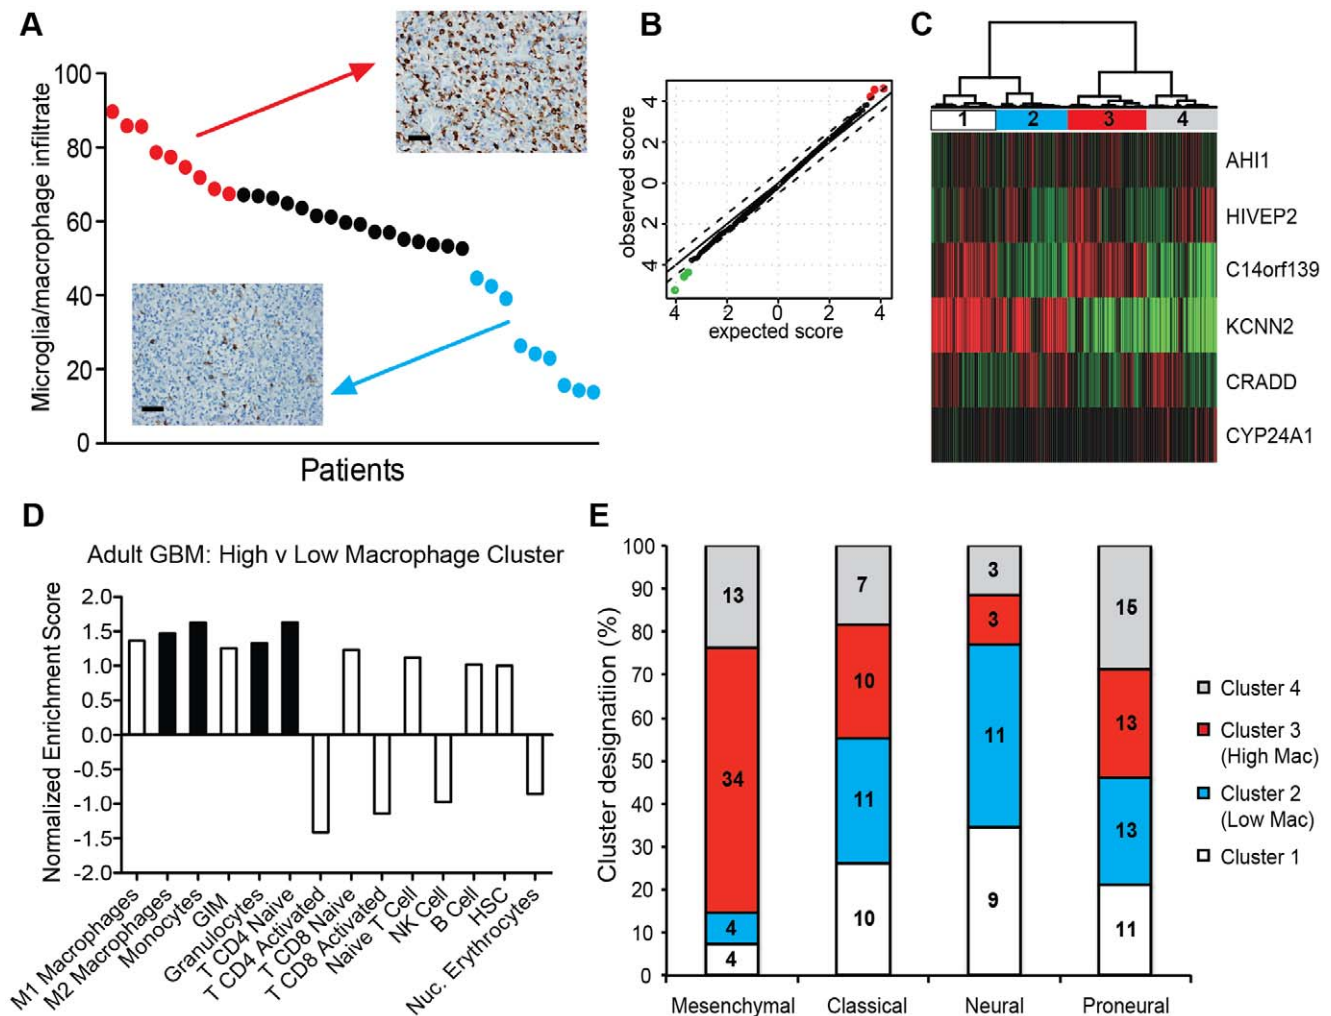 A
Microglia/macrophage infiltrate
100
80
60
40
20
0
Patients
B
observed score
4
2
0
2
4
4
2
0
2
4
expected score
C
1
2
3
4
AHI1
HIVEP2
C14orf139
KCNN2
CRADD
CYP24A1
D
Adult GBM: High v Low Macrophage Cluster
Normalized Enrichment Score
2.0
1.5
1.0
0.5
0.0
-0.5
-1.0
-1.5
-2.0
M1 Macrophages
M2 Macrophages
Monocytes
GIM
Granulocytes
T CD4 Naive
T CD4 Activated
T CD8 Naive
T CD8 Activated
Naive T Cell
NK Cell
B Cell
HSC
Nuc. Erythrocytes
E
Cluster designation (%)
100
90
80
70
60
50
40
30
20
10
0
13
34
4
4
7
10
11
10
3
3
11
9
15
13
13
11
Mesenchymal
Classical
Neural
Proneural
Cluster 4
Cluster 3
(High Mac)
Cluster 2
(Low Mac)
Cluster 1